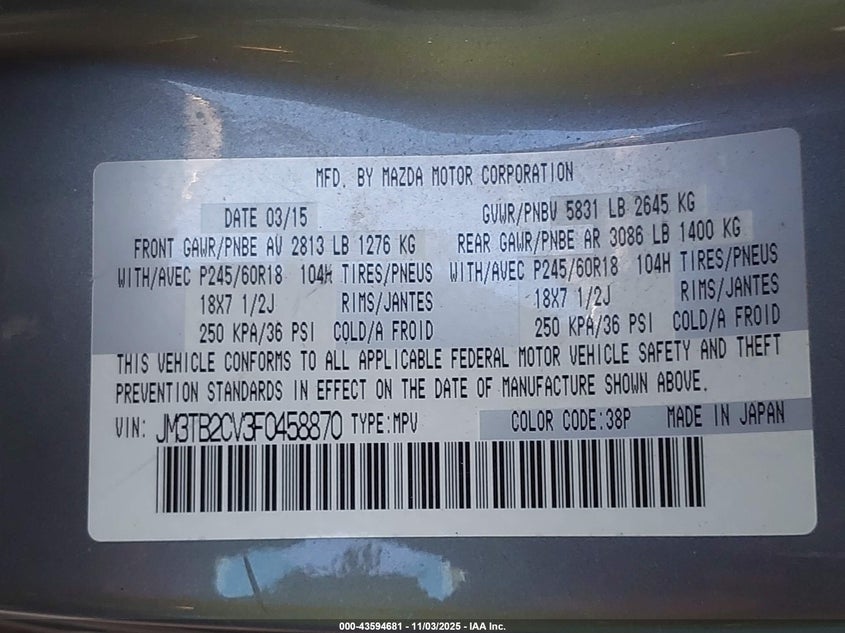 MFD. BY MAZDA MOTOR CORPORATION
DATE 03/15 GVWR/PNBV 5831 LB 2645 KG
FRONT GAWR/PNBE AV 2813 LB 1276 KG REAR GAWR/PNBE AR 3086 LB 1400 KG
WITH/AVEC P245/60R18 104H TIRES/PNEUS WITH/AVEC P245/60R18 104H TIRES/PNEUS
18X7 1/2J RIMS/JANTES 18X7 1/2J RIMS/JANTES
250 KPA/36 PSI COLD/A FROID 250 KPA/36 PSI COLD/A FROID
THIS VEHICLE CONFORMS TO ALL APPLICABLE FEDERAL MOTOR VEHICLE SAFETY AND THEFT
PREVENTION STANDARDS IN EFFECT ON THE DATE OF MANUFACTURE SHOWN ABOVE.
VIN: JM3TB2CV3F0458870 TYPE:MPV COLOR CODE:38P MADE IN JAPAN
000-43594681 - 11/03/2025 - IAA Inc.